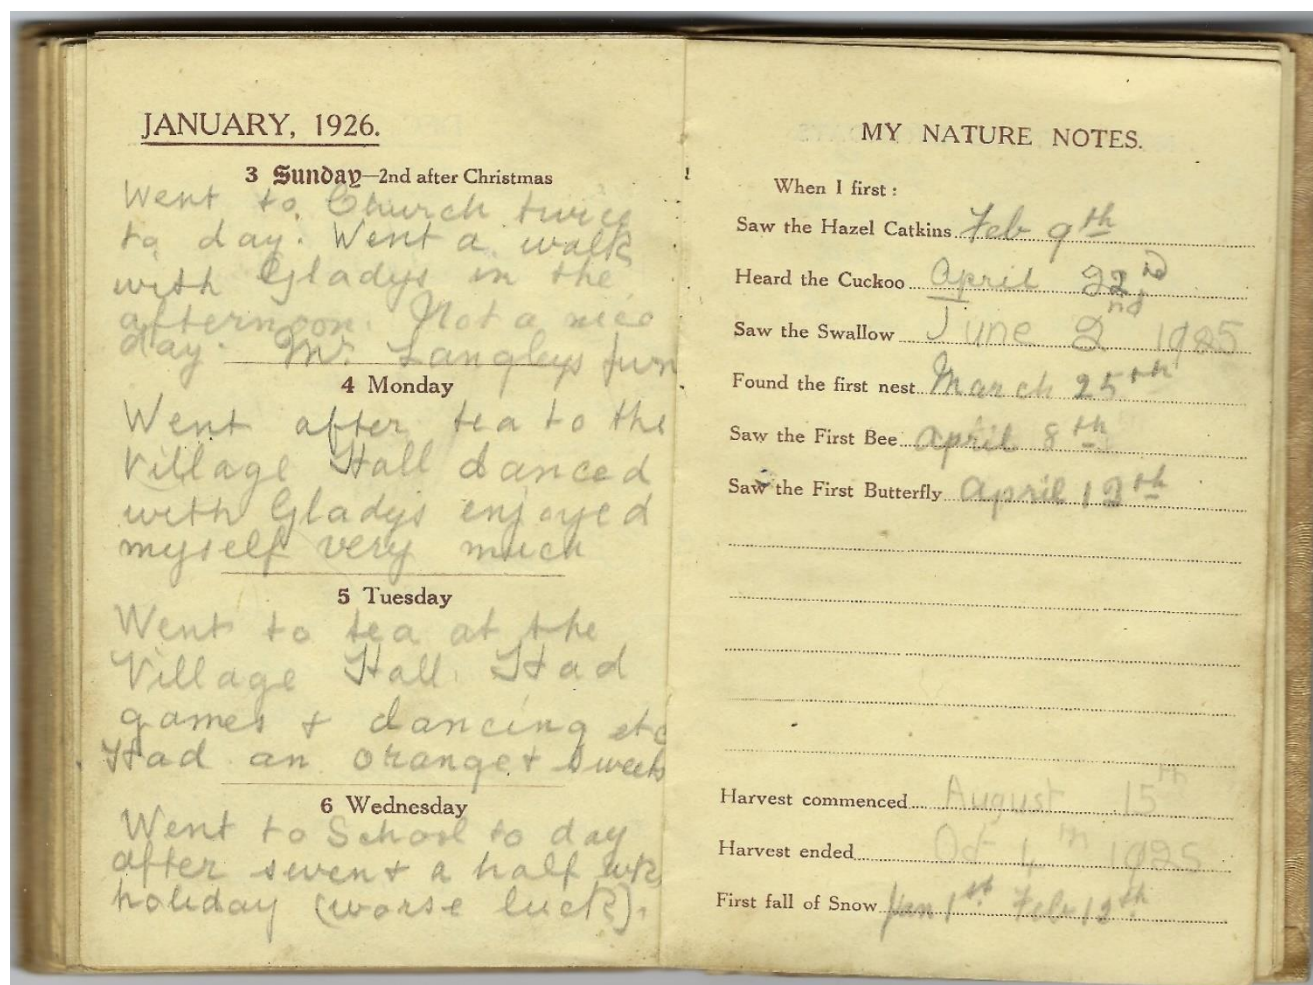 JANUARY, 1926.
3 Sunday—2nd after Christmas
Went to Church twice
to day. Went a walk
with Gladys in the
afternoon. Not a nice
day. Mr. Langleys fun
4 Monday
Went after tea to the
Village Hall danced
with Gladys enjoyed
myself very much
5 Tuesday
Went to tea at the
Village Hall. Had
games & dancing etc
Had an orange & sweets
6 Wednesday
Went to School to day
after seven & a half wk
holiday (worse luck).
MY NATURE NOTES.
When I first :
Saw the Hazel Catkins Feb 9th
Heard the Cuckoo April 22nd
Saw the Swallow June 2nd 1925
Found the first nest March 25th
Saw the First Bee April 8th
Saw the First Butterfly April 12th
Harvest commenced August 15th
Harvest ended Oct 4th 1925
First fall of Snow Jan 1st Feb 12th